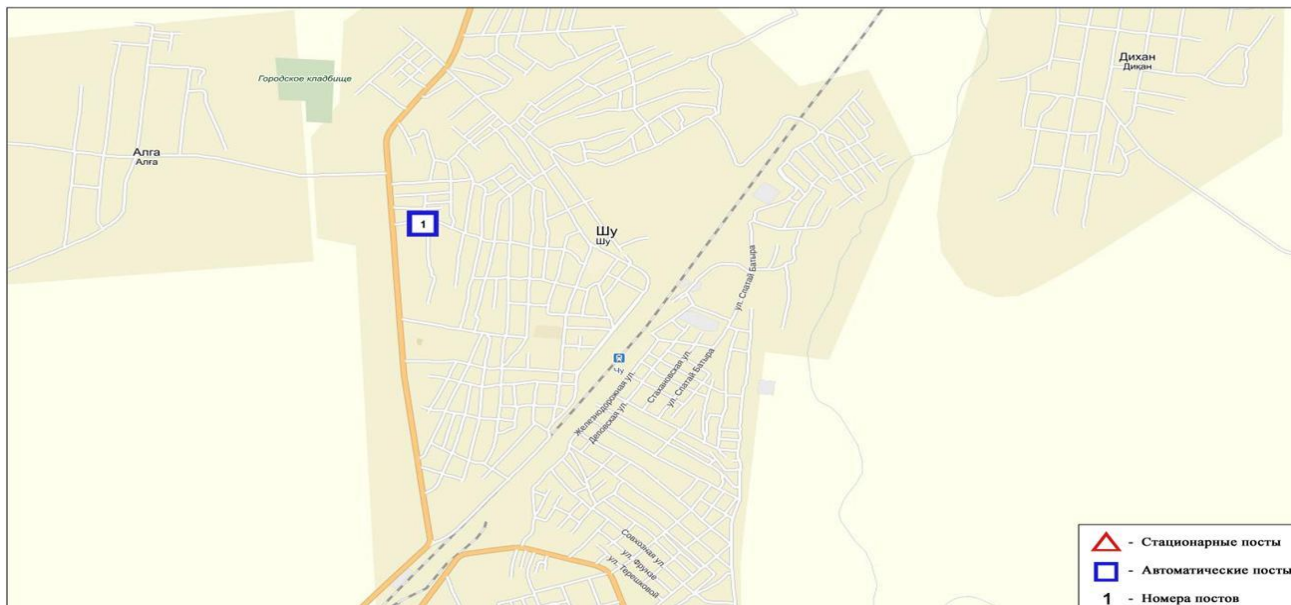 Дихан
Дикан
Городское кладбище
Алга
Алга
1
Шу
Шу
ул. Спатай Батыра
Чу
Стахановская ул.
ул. Спатай Батыра
Железнодорожная ул.
Деповская ул.
Совхозная ул.
ул. Фрунзе
ул. Терешковой
- Стационарные посты
- Автоматические посты
1 - Номера постов